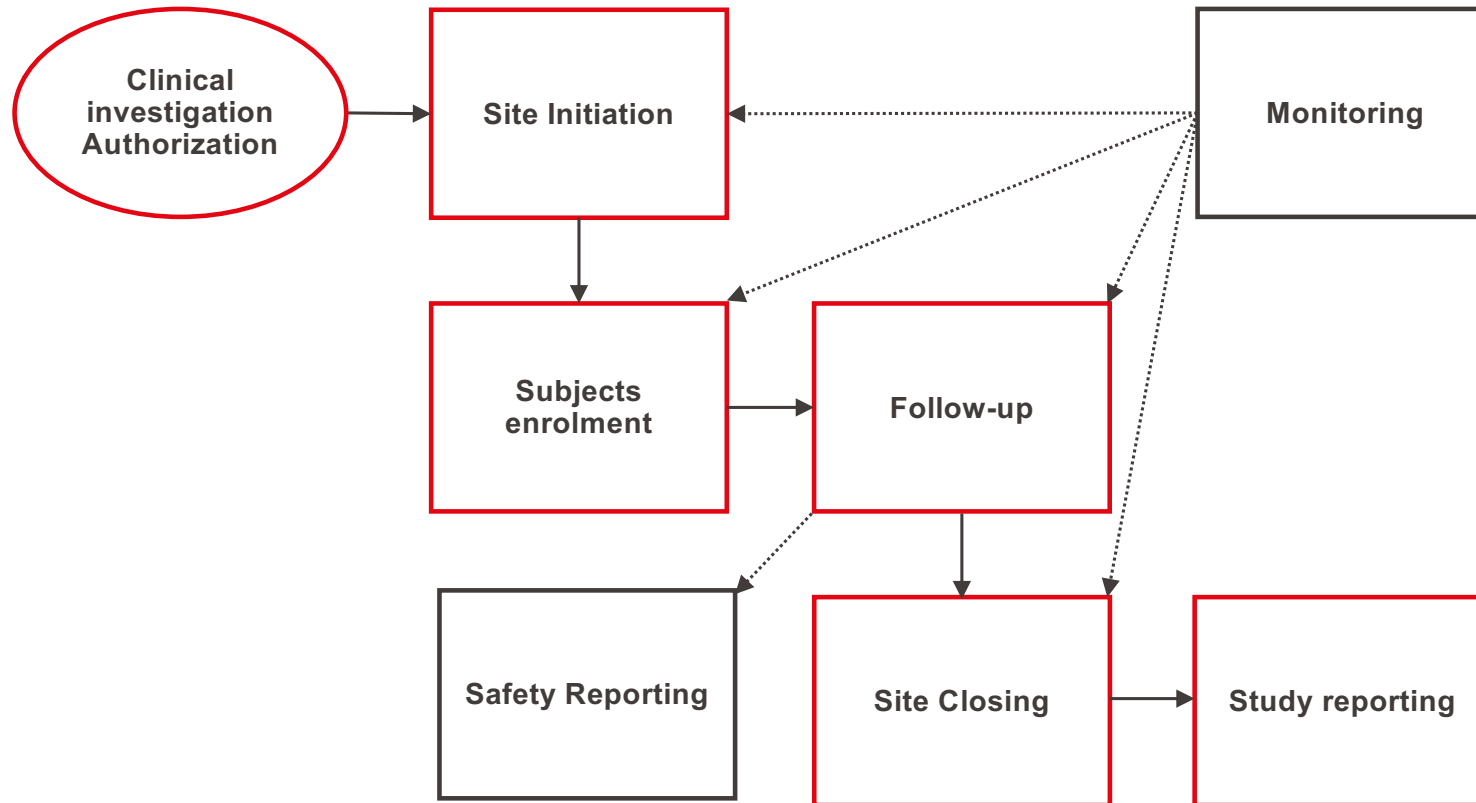 Clinical
investigation
Authorization
Site Initiation
Monitoring
Subjects
enrolment
Follow-up
Safety Reporting
Site Closing
Study reporting